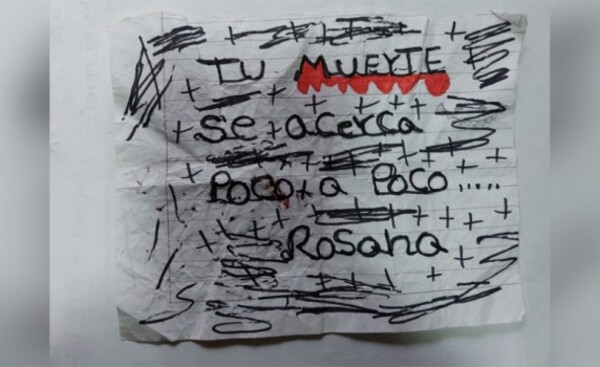 TU MUERTE
Se acerca
POCO a POCO.....
Rosana